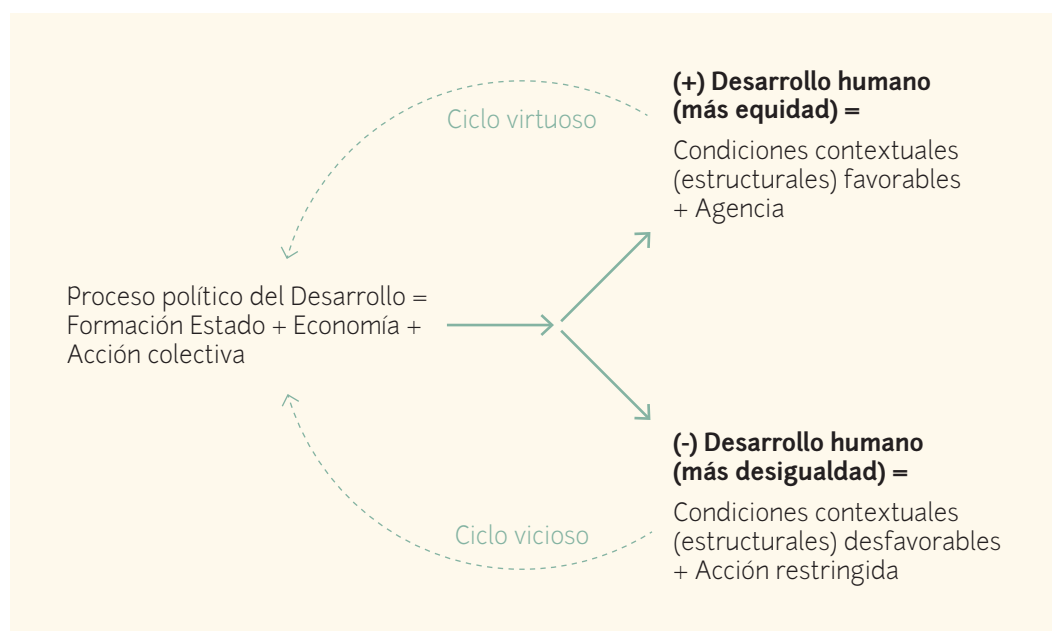 (+) Desarrollo humano
(más equidad) =
Ciclo virtuoso
Condiciones contextuales
(estructurales) favorables
+ Agencia
Proceso político del Desarrollo =
Formación Estado + Economía +
Acción colectiva
(-) Desarrollo humano
(más desigualdad) =
Condiciones contextuales
(estructurales) desfavorables
+ Acción restringida
Ciclo vicioso